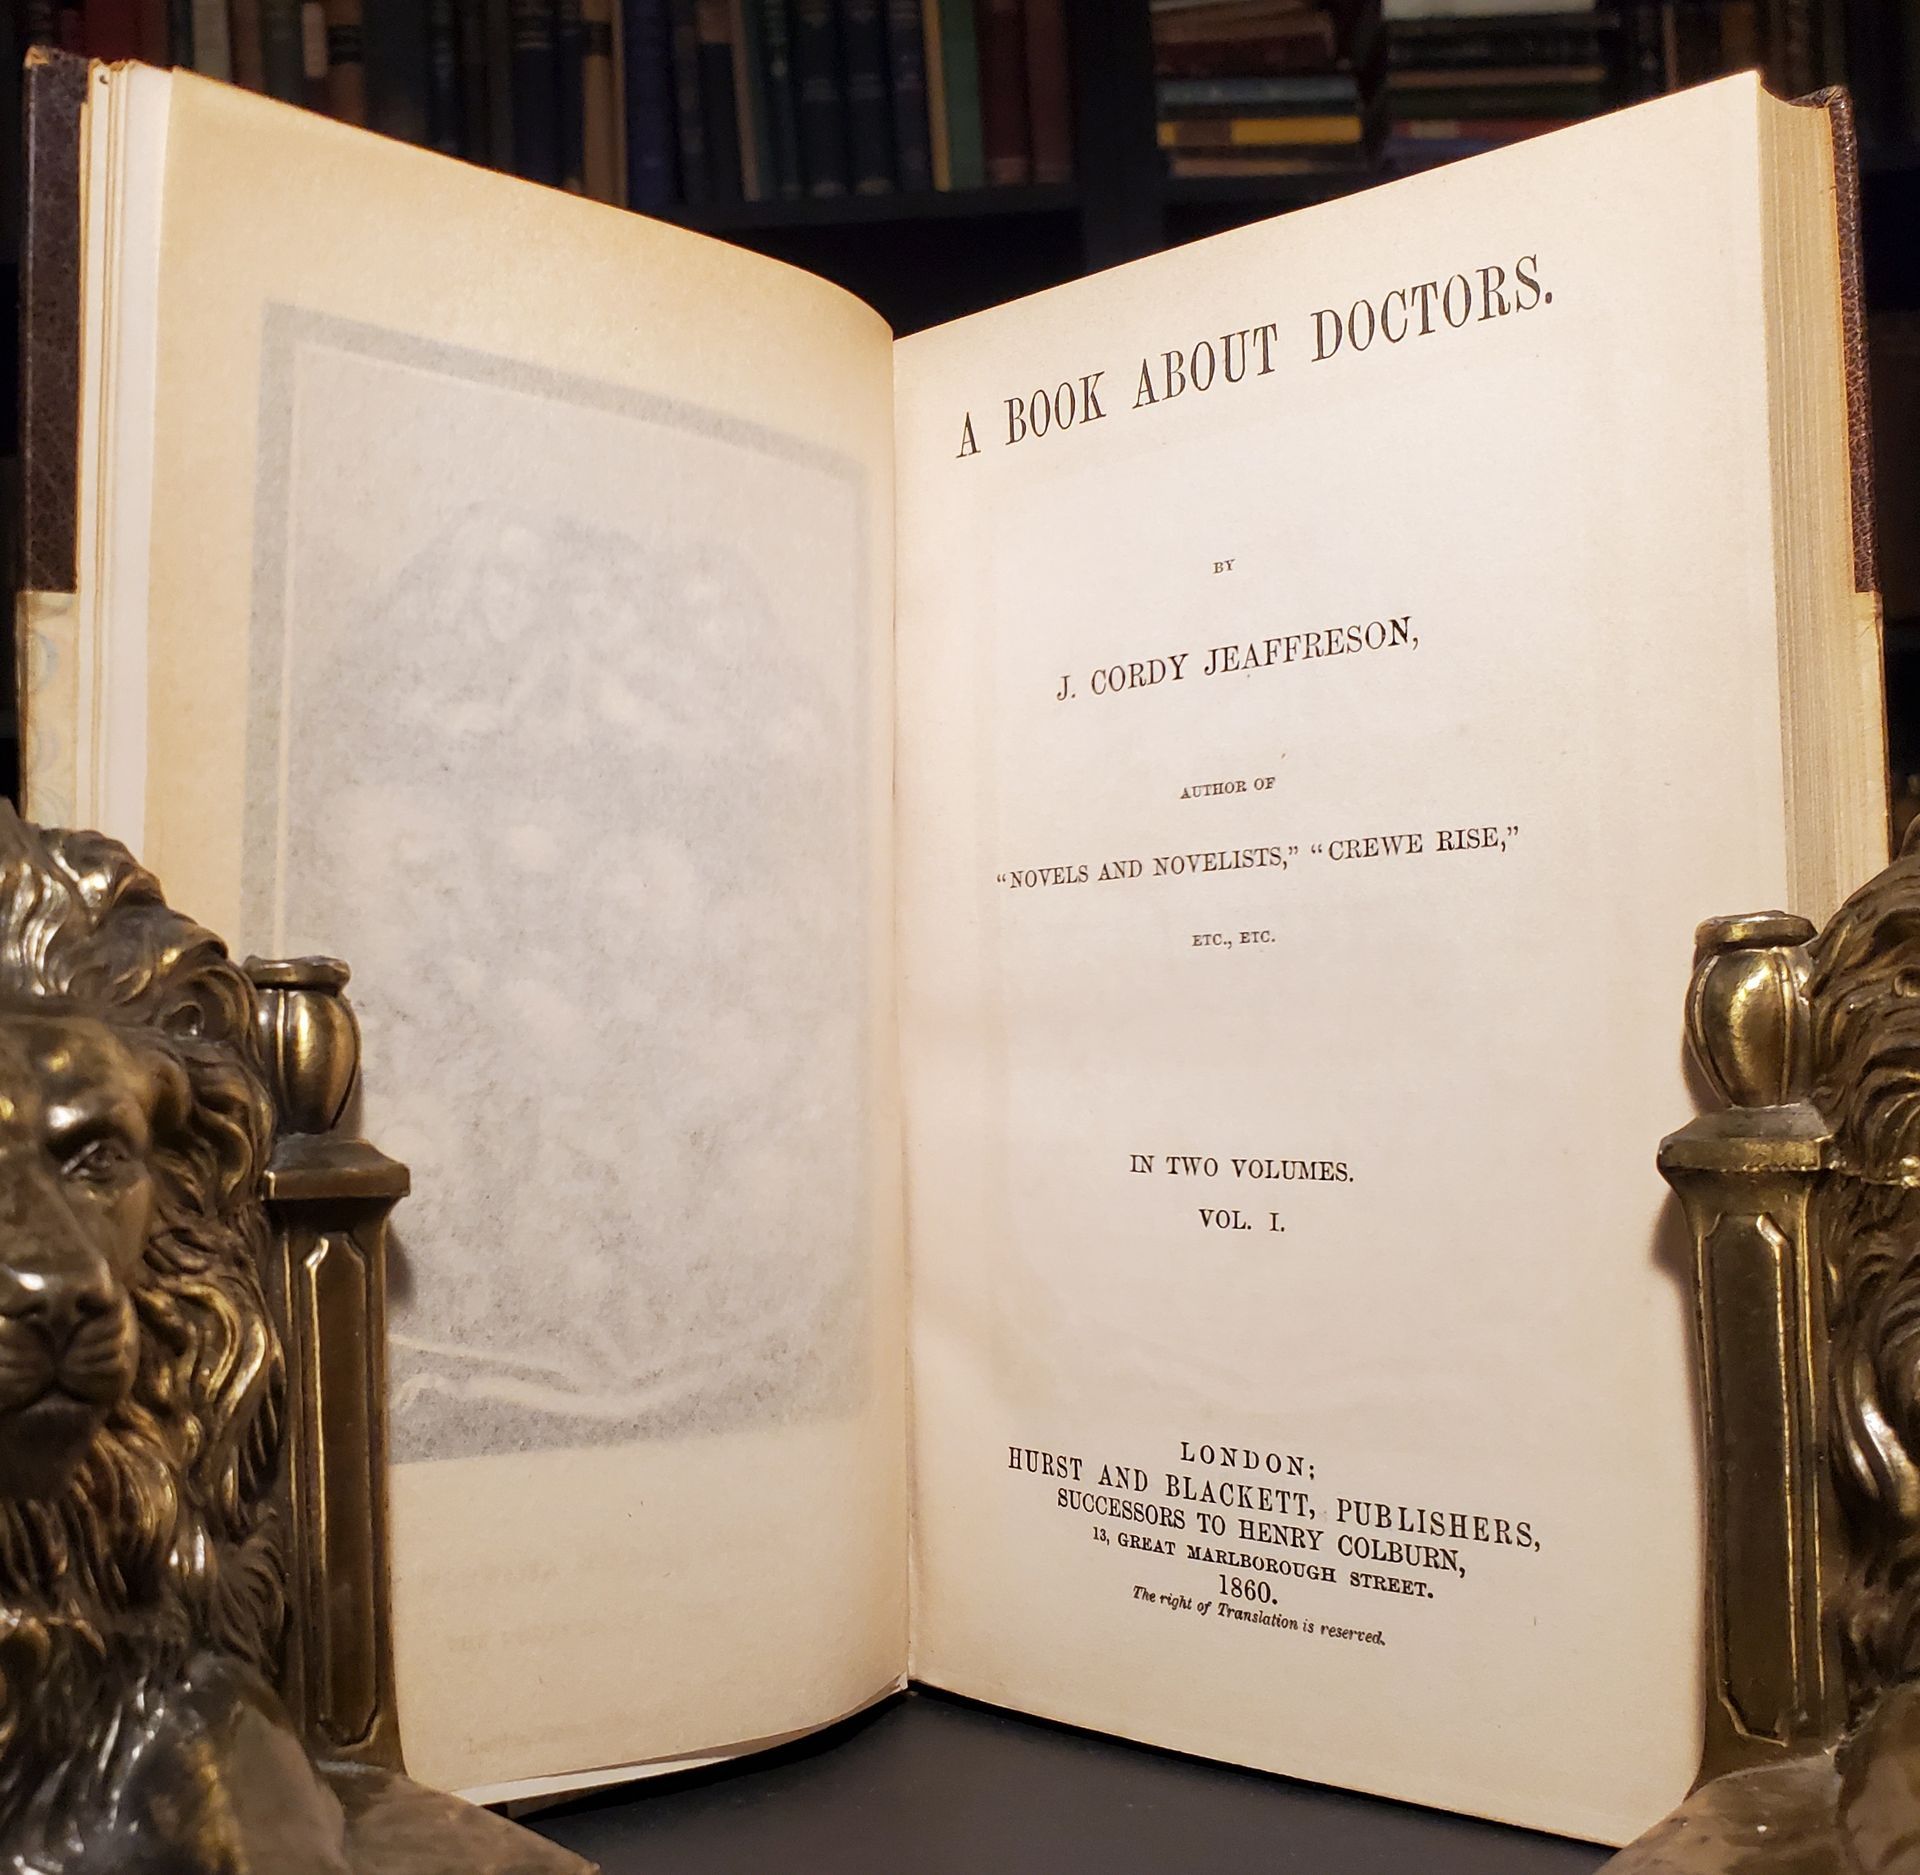 A BOOK ABOUT DOCTORS.
BY
J. CORDY JEAFFRESON,
AUTHOR OF
“NOVELS AND NOVELISTS,” “CREWE RISE,”
ETC., ETC.
IN TWO VOLUMES.
VOL. I.
LONDON:
HURST AND BLACKETT, PUBLISHERS,
SUCCESSORS TO HENRY COLBURN,
13, GREAT MARLBOROUGH STREET.
1860.
The right of Translation is reserved.